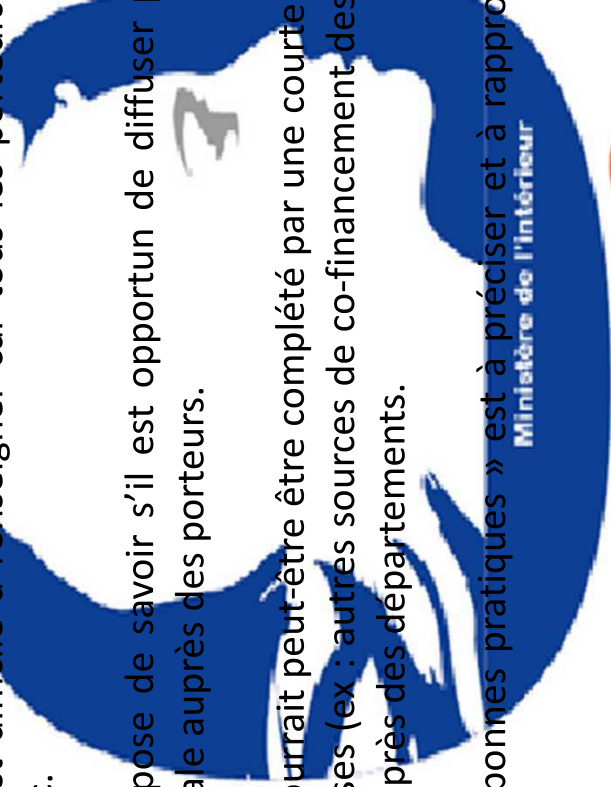 pose de savoir s’il est opportun de diffuser
ale auprès des porteurs.
ourrait peut-être être complété par une courte
ses (ex : autres sources de co-financement des
près des départements.
bonnes pratiques » est à préciser et à rappro
Ministère de l'intérieur